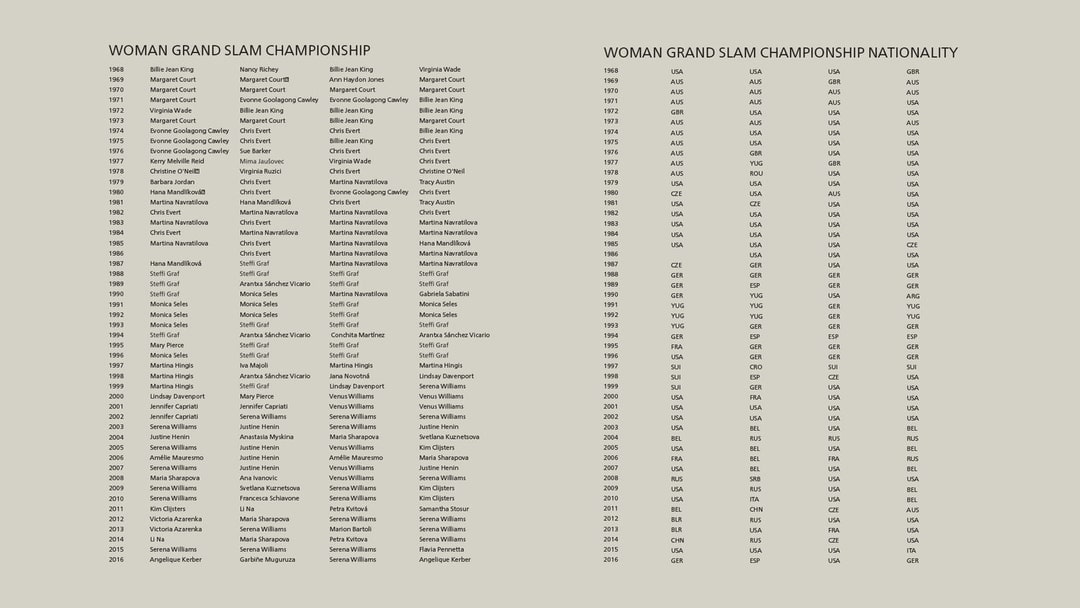 WOMAN GRAND SLAM CHAMPIONSHIP
1968 Billie Jean King Nancy Richey Billie Jean King Virginia Wade
1969 Margaret Court Margaret Court Ann Haydon Jones Margaret Court
1970 Margaret Court Margaret Court Margaret Court Margaret Court
1971 Margaret Court Evonne Goolagong Cawley Evonne Goolagong Cawley Billie Jean King
1972 Virginia Wade Billie Jean King Billie Jean King Billie Jean King
1973 Margaret Court Margaret Court Billie Jean King Margaret Court
1974 Evonne Goolagong Cawley Chris Evert Chris Evert Billie Jean King
1975 Evonne Goolagong Cawley Chris Evert Billie Jean King Chris Evert
1976 Evonne Goolagong Cawley Sue Barker Chris Evert Chris Evert
1977 Kerry Melville Reid Mima Jaušovec Virginia Wade Chris Evert
1978 Christine O'Neil Virginia Ruzici Chris Evert Christine O'Neil
1979 Barbara Jordan Chris Evert Martina Navratilova Tracy Austin
1980 Hana Mandlíková Chris Evert Evonne Goolagong Cawley Chris Evert
1981 Martina Navratilova Hana Mandlíková Chris Evert Tracy Austin
1982 Chris Evert Martina Navratilova Martina Navratilova Chris Evert
1983 Martina Navratilova Chris Evert Martina Navratilova Martina Navratilova
1984 Chris Evert Martina Navratilova Martina Navratilova Martina Navratilova
1985 Martina Navratilova Chris Evert Martina Navratilova Hana Mandlíková
1986 Chris Evert Martina Navratilova Martina Navratilova
1987 Hana Mandlíková Steffi Graf Martina Navratilova Martina Navratilova
1988 Steffi Graf Steffi Graf Steffi Graf Steffi Graf
1989 Steffi Graf Arantxa Sánchez Vicario Steffi Graf Steffi Graf
1990 Steffi Graf Monica Seles Martina Navratilova Gabriela Sabatini
1991 Monica Seles Monica Seles Steffi Graf Monica Seles
1992 Monica Seles Monica Seles Steffi Graf Monica Seles
1993 Monica Seles Steffi Graf Steffi Graf Steffi Graf
1994 Steffi Graf Arantxa Sánchez Vicario Conchita Martínez Arantxa Sánchez Vicario
1995 Mary Pierce Steffi Graf Steffi Graf Steffi Graf
1996 Monica Seles Steffi Graf Steffi Graf Steffi Graf
1997 Martina Hingis Iva Majoli Martina Hingis Martina Hingis
1998 Martina Hingis Arantxa Sánchez Vicario Jana Novotná Lindsay Davenport
1999 Martina Hingis Steffi Graf Lindsay Davenport Serena Williams
2000 Lindsay Davenport Mary Pierce Venus Williams Venus Williams
2001 Jennifer Capriati Jennifer Capriati Venus Williams Venus Williams
2002 Jennifer Capriati Serena Williams Serena Williams Serena Williams
2003 Serena Williams Justine Henin Serena Williams Justine Henin
2004 Justine Henin Anastasia Myskina Maria Sharapova Svetlana Kuznetsova
2005 Serena Williams Justine Henin Venus Williams Kim Clijsters
2006 Amélie Mauresmo Justine Henin Amélie Mauresmo Maria Sharapova
2007 Serena Williams Justine Henin Venus Williams Justine Henin
2008 Maria Sharapova Ana Ivanovic Venus Williams Serena Williams
2009 Serena Williams Svetlana Kuznetsova Serena Williams Kim Clijsters
2010 Serena Williams Francesca Schiavone Serena Williams Kim Clijsters
2011 Kim Clijsters Li Na Petra Kvitová Samantha Stosur
2012 Victoria Azarenka Maria Sharapova Serena Williams Serena Williams
2013 Victoria Azarenka Serena Williams Marion Bartoli Serena Williams
2014 Li Na Maria Sharapova Petra Kvitova Serena Williams
2015 Serena Williams Serena Williams Serena Williams Flavia Pennetta
2016 Angelique Kerber Garbiñe Muguruza Serena Williams Angelique Kerber
WOMAN GRAND SLAM CHAMPIONSHIP NATIONALITY
1968 USA USA USA GBR
1969 AUS AUS GBR AUS
1970 AUS AUS AUS AUS
1971 AUS AUS AUS USA
1972 GBR USA USA USA
1973 AUS AUS USA AUS
1974 AUS USA USA USA
1975 AUS USA USA USA
1976 AUS GBR USA USA
1977 AUS YUG GBR USA
1978 AUS ROU USA AUS
1979 USA USA USA USA
1980 CZE USA AUS USA
1981 USA CZE USA USA
1982 USA USA USA USA
1983 USA USA USA USA
1984 USA USA USA USA
1985 USA USA USA CZE
1986 USA USA USA
1987 CZE GER USA USA
1988 GER GER GER GER
1989 GER ESP GER GER
1990 GER YUG USA ARG
1991 YUG YUG GER YUG
1992 YUG YUG GER YUG
1993 YUG GER GER GER
1994 GER ESP ESP ESP
1995 FRA GER GER GER
1996 USA GER GER GER
1997 SUI CRO SUI SUI
1998 SUI ESP CZE USA
1999 SUI GER USA USA
2000 USA FRA USA USA
2001 USA USA USA USA
2002 USA USA USA USA
2003 USA BEL USA BEL
2004 BEL RUS RUS RUS
2005 USA BEL USA BEL
2006 FRA BEL FRA RUS
2007 USA BEL USA BEL
2008 RUS SRB USA USA
2009 USA RUS USA BEL
2010 USA ITA USA BEL
2011 BEL CHN CZE AUS
2012 BLR RUS USA USA
2013 BLR USA FRA USA
2014 CHN RUS CZE USA
2015 USA USA USA ITA
2016 GER ESP USA GER